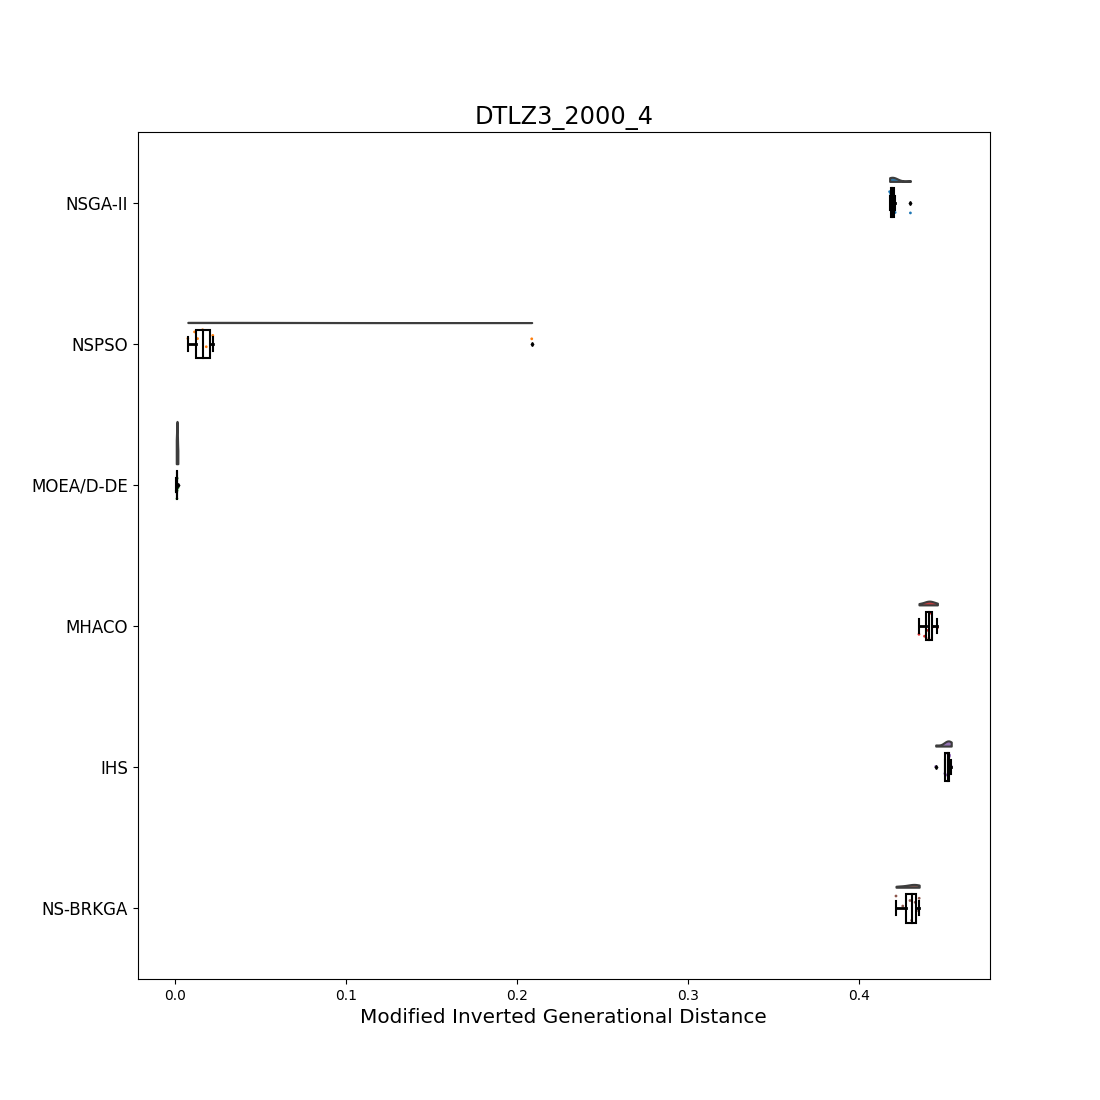 DTLZ3_2000_4
NSGA-II
NSPSO
MOEA/D-DE
MHACO
IHS
NS-BRKGA
0.0 0.1 0.2 0.3 0.4
Modified Inverted Generational Distance